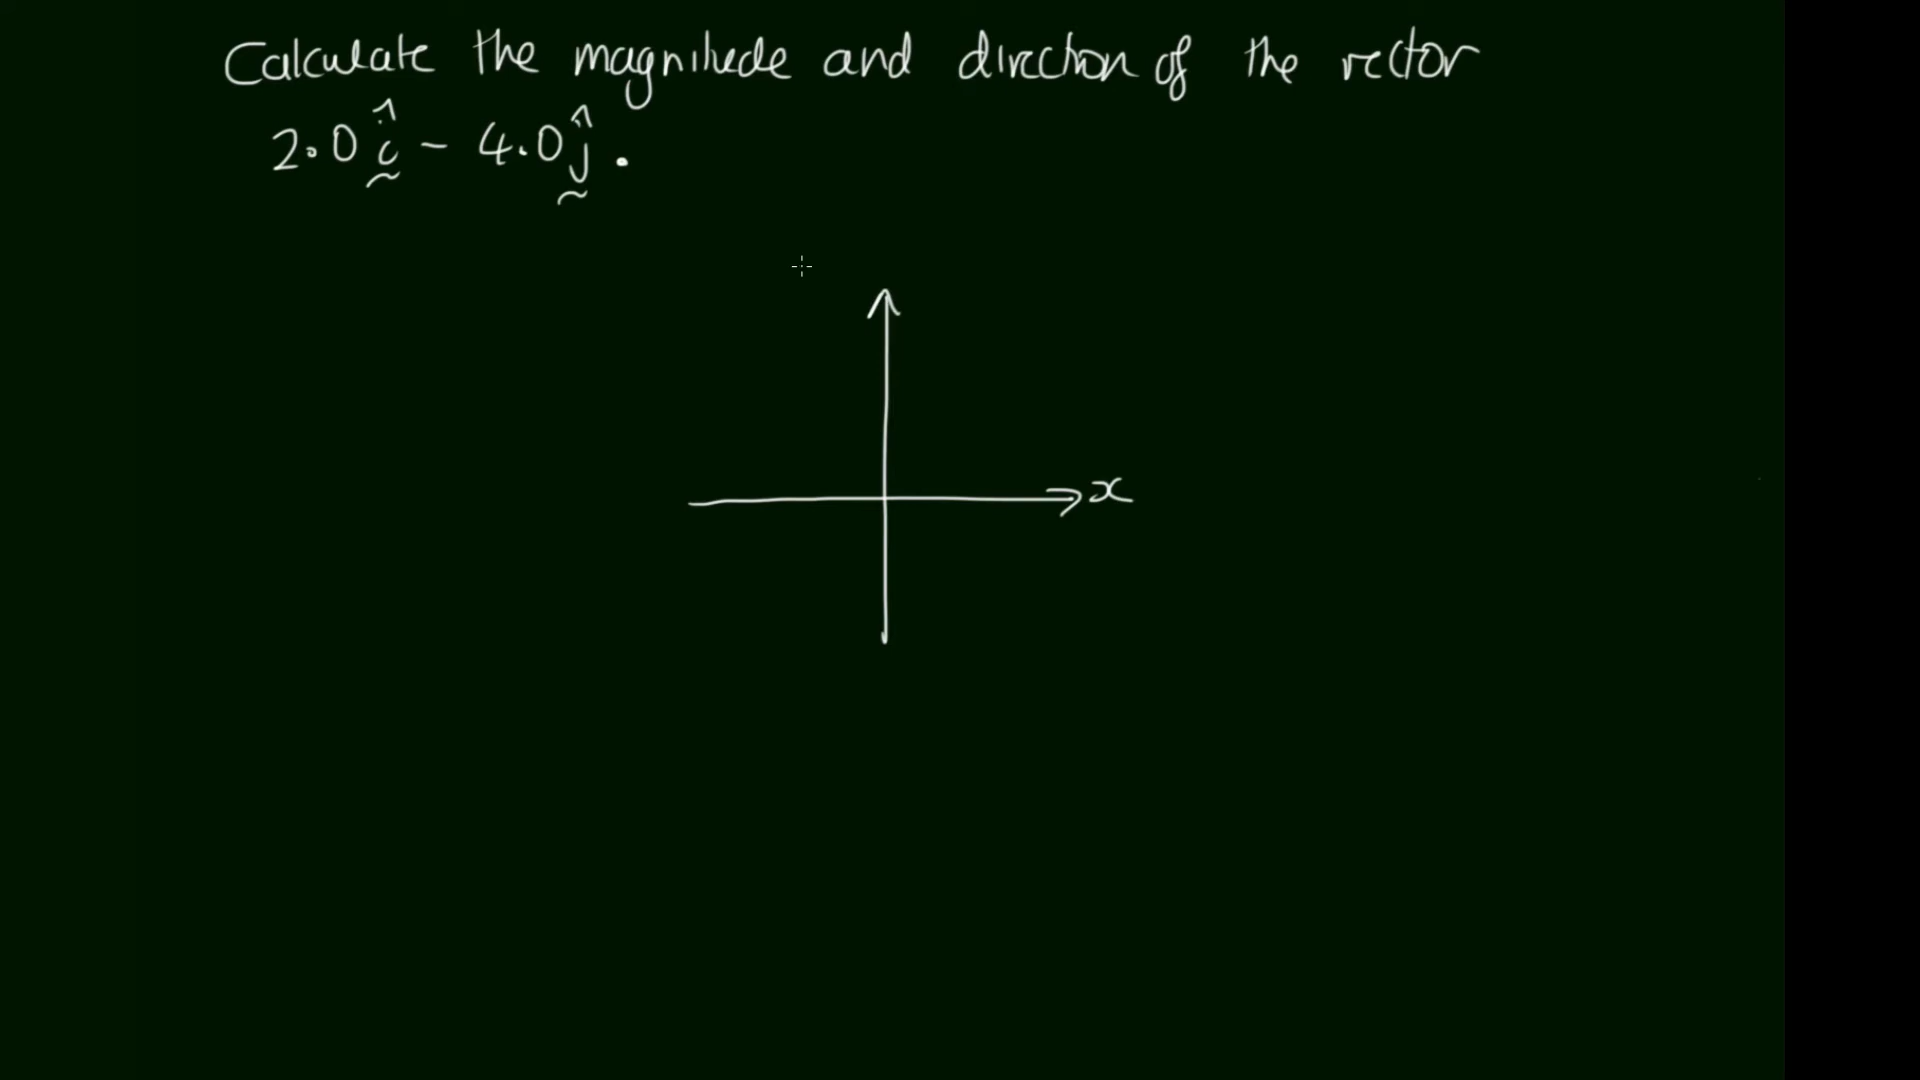 Calculate the magnitude and direction of the vector
2.0 î - 4.0 ĵ .
x